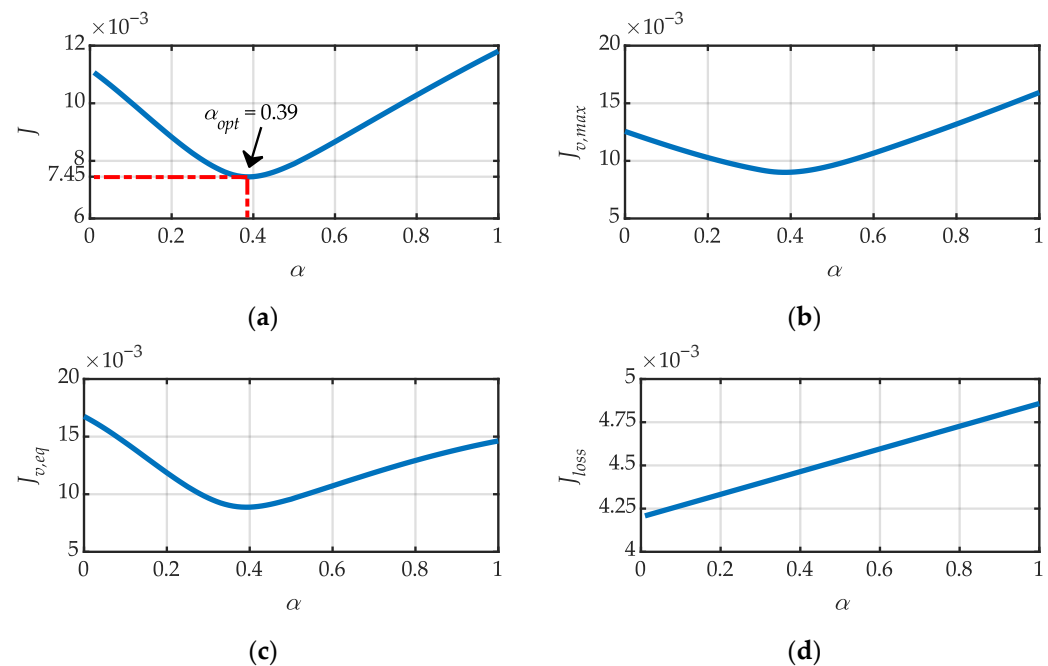 ×10⁻³
12
10
8
7.45
6
J
α_opt = 0.39
0 0.2 0.4 0.6 0.8 1
α
(a)
×10⁻³
20
15
10
5
J_v,max
0 0.2 0.4 0.6 0.8 1
α
(b)
×10⁻³
20
15
10
5
J_v,eq
0 0.2 0.4 0.6 0.8 1
α
(c)
×10⁻³
5
4.75
4.5
4.25
4
J_loss
0 0.2 0.4 0.6 0.8 1
α
(d)